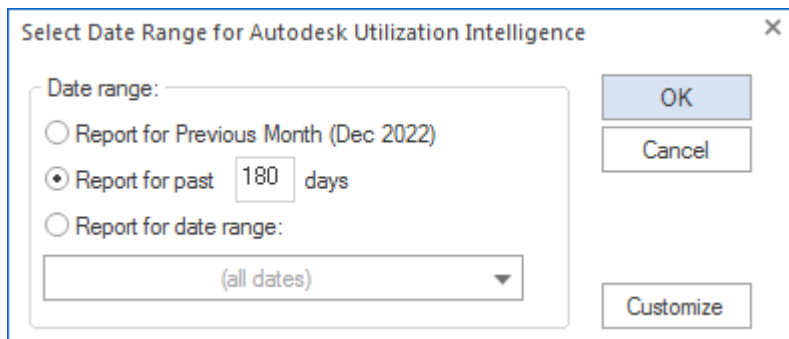 Select Date Range for Autodesk Utilization Intelligence
Date range:
Report for Previous Month (Dec 2022)
Report for past 180 days
Report for date range:
(all dates)
OK
Cancel
Customize